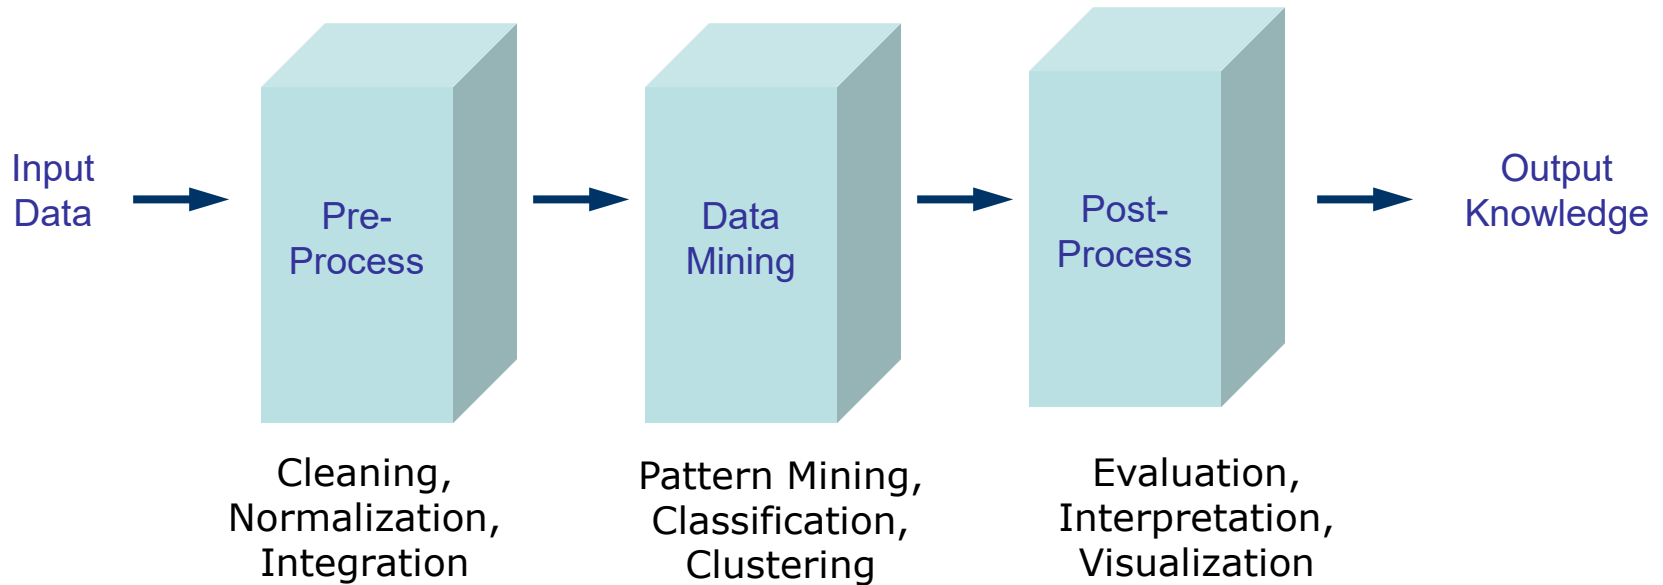 Input
Data
Pre-
Process
Data
Mining
Post-
Process
Output
Knowledge
Cleaning,
Normalization,
Integration
Pattern Mining,
Classification,
Clustering
Evaluation,
Interpretation,
Visualization